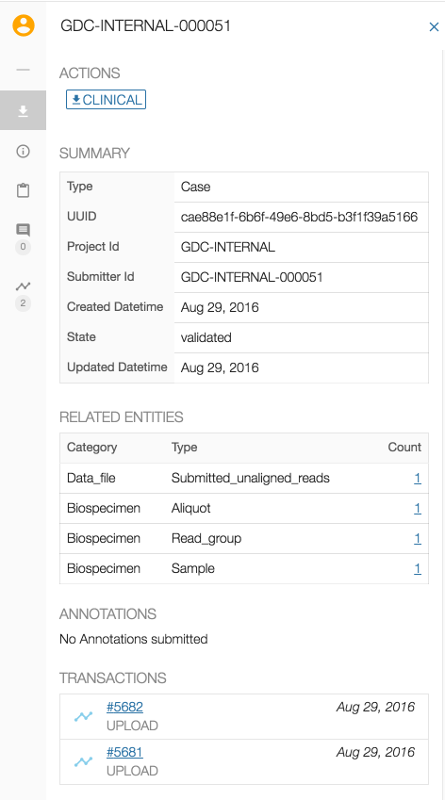 GDC-INTERNAL-000051
ACTIONS
CLINICAL
SUMMARY
Type Case
UUID cae88e1f-6b6f-49e6-8bd5-b3f1f39a5166
Project Id GDC-INTERNAL
Submitter Id GDC-INTERNAL-000051
Created Datetime Aug 29, 2016
State validated
Updated Datetime Aug 29, 2016
0
2
RELATED ENTITIES
Category Type Count
Data_file Submitted_unaligned_reads 1
Biospecimen Aliquot 1
Biospecimen Read_group 1
Biospecimen Sample 1
ANNOTATIONS
No Annotations submitted
TRANSACTIONS
#5682 Aug 29, 2016
UPLOAD
#5681 Aug 29, 2016
UPLOAD